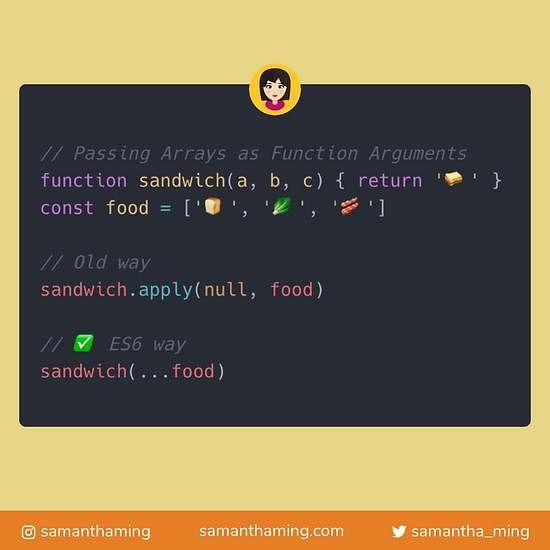 // Passing Arrays as Function Arguments
function sandwich(a, b, c) { return '🥪' }
const food = ['🍞', '🥬', '🥓']
// Old way
sandwich.apply(null, food)
// ✅ ES6 way
sandwich(...food)
samanthaming
samanthaming.com
samantha_ming